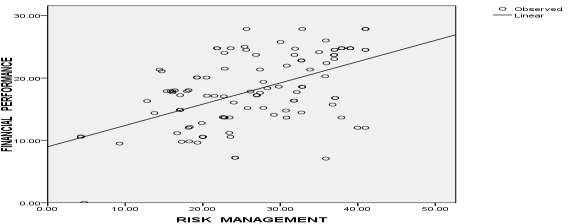 30.00
Observed
Linear
20.00
FINANCIAL PERFORMANCE
10.00
0.00
0.00 10.00 20.00 30.00 40.00 50.00
RISK MANAGEMENT